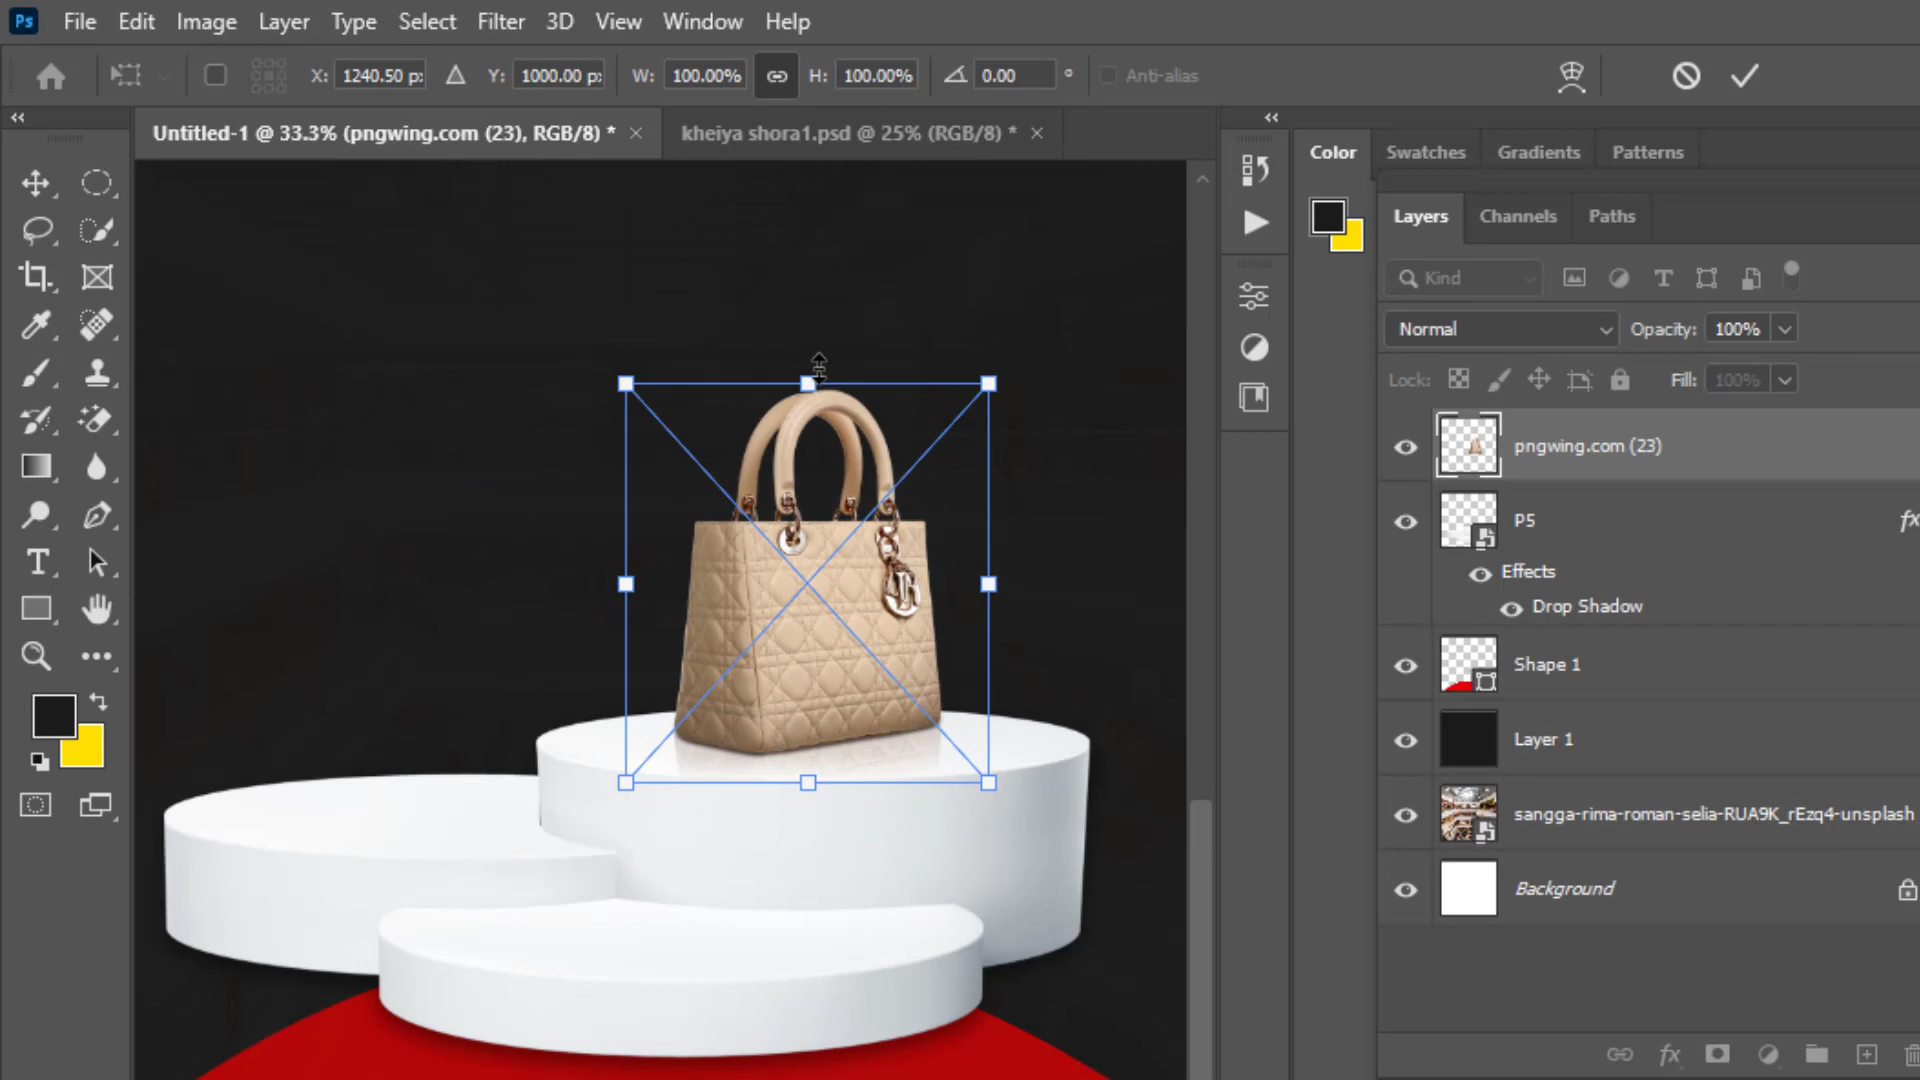 Ps File Edit Image Layer Type Select Filter 3D View Window Help
X: 1240.50 px Y: 1000.00 px W: 100.00% H: 100.00% 0.00 ° Anti-alias
Untitled-1 @ 33.3% (pngwing.com (23), RGB/8) * × kheiya shora1.psd @ 25% (RGB/8) * ×
Color Swatches Gradients Patterns
Layers Channels Paths
Kind
Normal Opacity: 100%
Lock: Fill: 100%
pngwing.com (23)
P5 fx
Effects
Drop Shadow
Shape 1
Layer 1
sangga-rima-roman-selia-RUA9K_rEzq4-unsplash
Background
fx